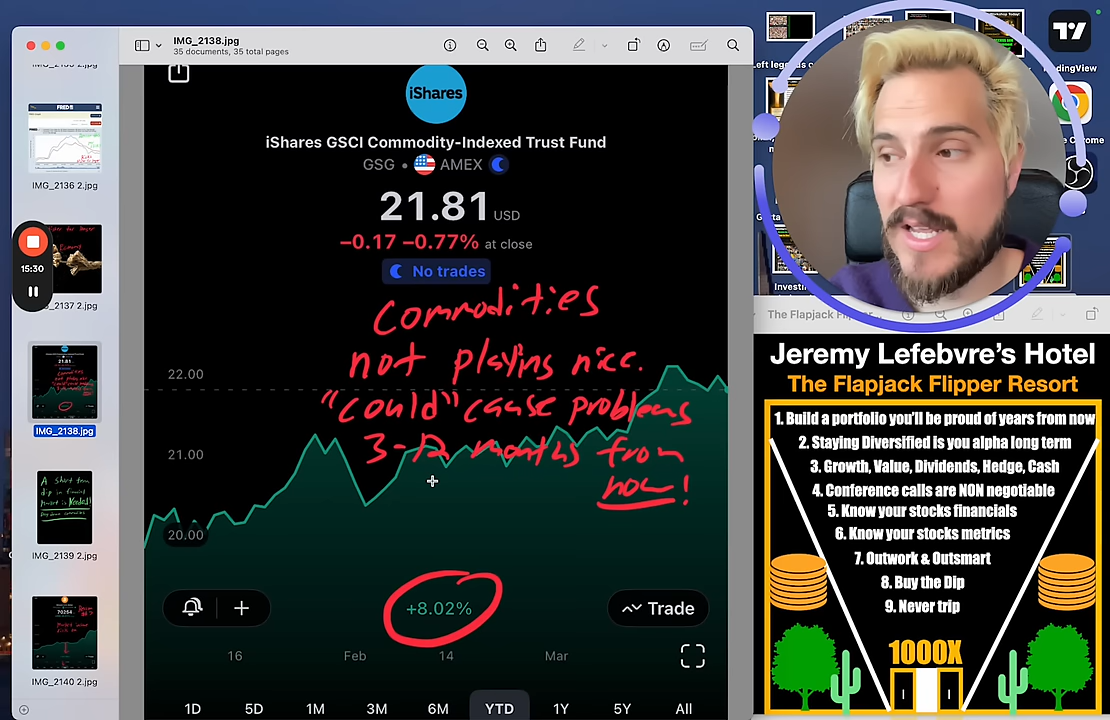 IMG_2138.jpg
35 documents, 35 total pages
IMG_2136 2.jpg
15:30
IMG_2137 2.jpg
IMG_2138.jpg
IMG_2139 2.jpg
IMG_2140 2.jpg
iShares
iShares GSCI Commodity-Indexed Trust Fund
GSG • AMEX
21.81 USD
−0.17 −0.77% at close
No trades
Commodities
not playing nice.
"could" cause problems
3-12 months from
now!
22.00
21.00
20.00
+8.02%
Trade
16 Feb 14 Mar
1D 5D 1M 3M 6M YTD 1Y 5Y All
TradingView
The Flapjack Flipper...
Jeremy Lefebvre's Hotel
The Flapjack Flipper Resort
1. Build a portfolio you'll be proud of years from now
2. Staying Diversified is you alpha long term
3. Growth, Value, Dividends, Hedge, Cash
4. Conference calls are NON negotiable
5. Know your stocks financials
6. Know your stocks metrics
7. Outwork & Outsmart
8. Buy the Dip
9. Never trip
1000X